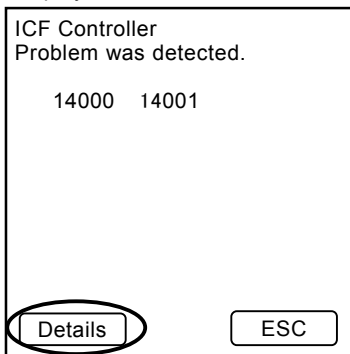 ICF Controller
Problem was detected.
14000 14001
Details ESC